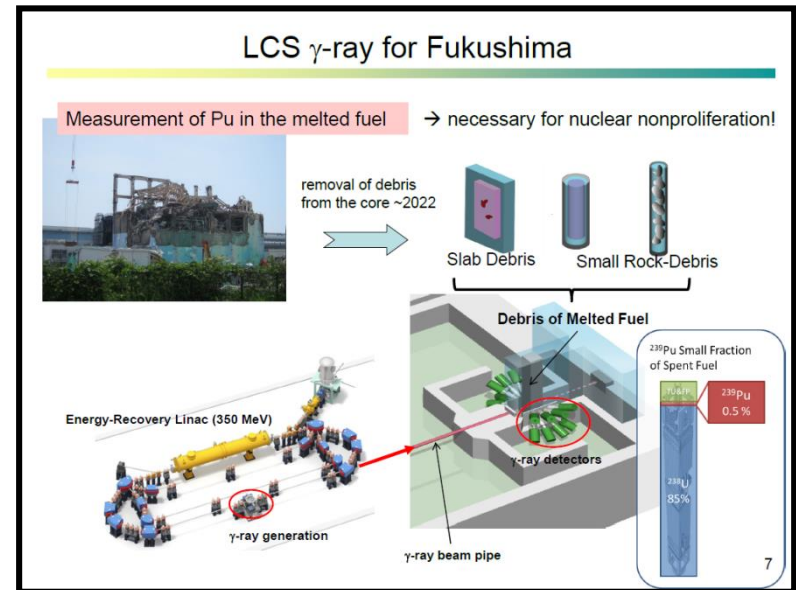 LCS γ-ray for Fukushima
Measurement of Pu in the melted fuel
→ necessary for nuclear nonproliferation!
removal of debris
from the core ~2022
Slab Debris
Small Rock-Debris
Debris of Melted Fuel
Energy-Recovery Linac (350 MeV)
γ-ray generation
γ-ray beam pipe
γ-ray detectors
²³⁹Pu Small Fraction
of Spent Fuel
²³⁹Pu
0.5 %
²³⁸U
85%
7